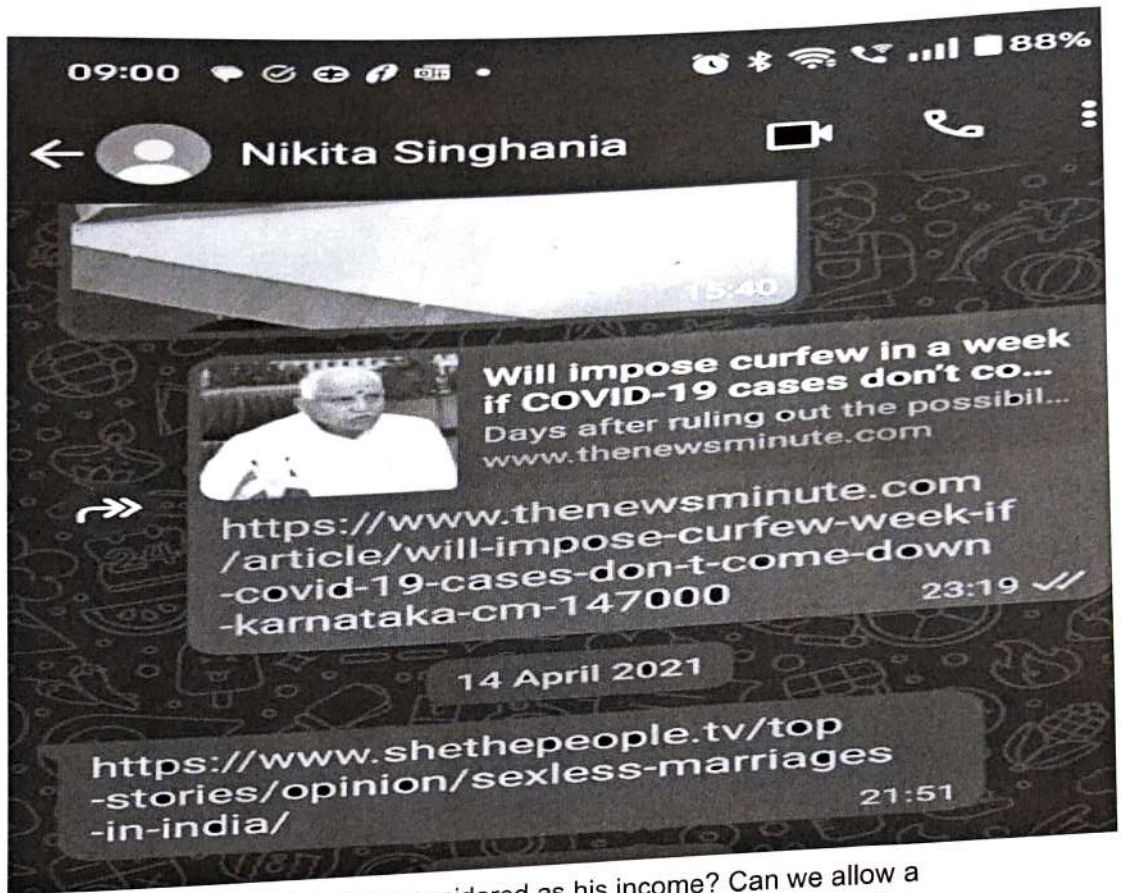 09:00
88%
Nikita Singhania
15:40
Will impose curfew in a week
if COVID-19 cases don't co...
Days after ruling out the possibil...
www.thenewsminute.com
https://www.thenewsminute.com
/article/will-impose-curfew-week-if
-covid-19-cases-don-t-come-down
-karnataka-cm-147000
23:19
14 April 2021
https://www.shethepeople.tv/top
-stories/opinion/sexless-marriages
-in-india/
21:51
as his income? Can we allow a